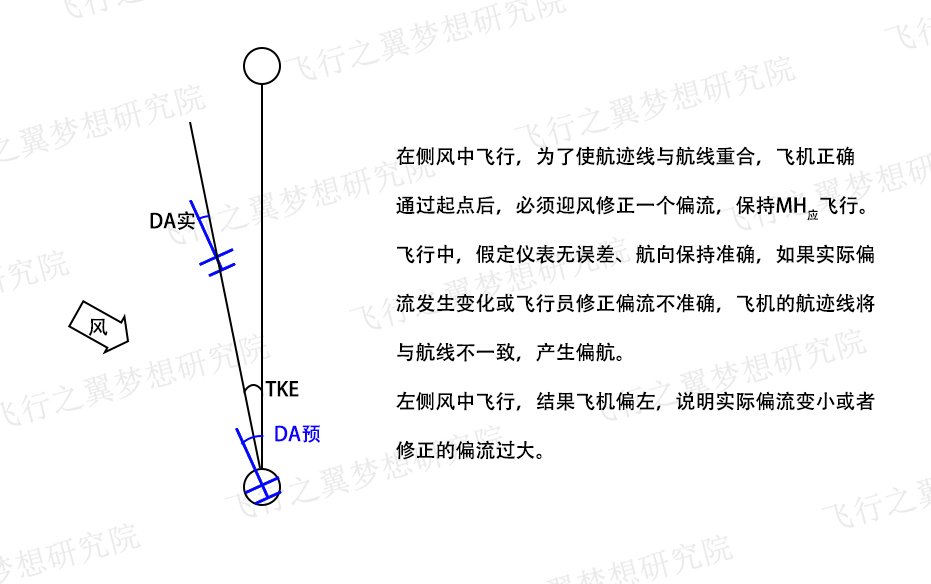 在侧风中飞行，为了使航迹线与航线重合，飞机正确
通过起点后，必须迎风修正一个偏流，保持MH应飞行。
飞行中，假定仪表无误差、航向保持准确，如果实际偏
流发生变化或飞行员修正偏流不准确，飞机的航迹线将
与航线不一致，产生偏航。
左侧风中飞行，结果飞机偏左，说明实际偏流变小或者
修正的偏流过大。
DA实
风
TKE
DA预
飞行之翼梦想研究院